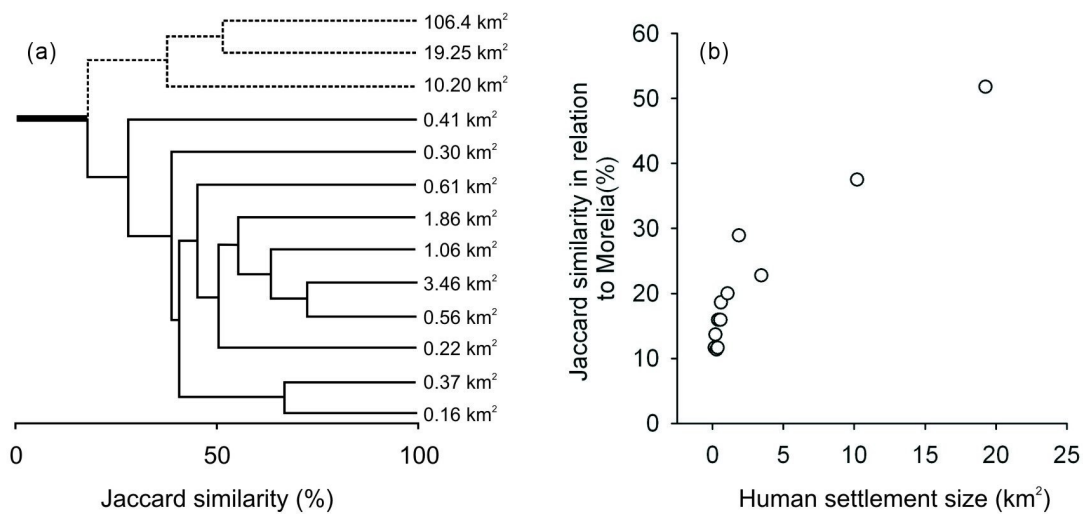 (a)
106.4 km²
19.25 km²
10.20 km²
0.41 km²
0.30 km²
0.61 km²
1.86 km²
1.06 km²
3.46 km²
0.56 km²
0.22 km²
0.37 km²
0.16 km²
0 50 100
Jaccard similarity (%)
(b)
Jaccard similarity in relation
to Morelia(%)
60
50
40
30
20
10
0
0 5 10 15 20 25
Human settlement size (km²)